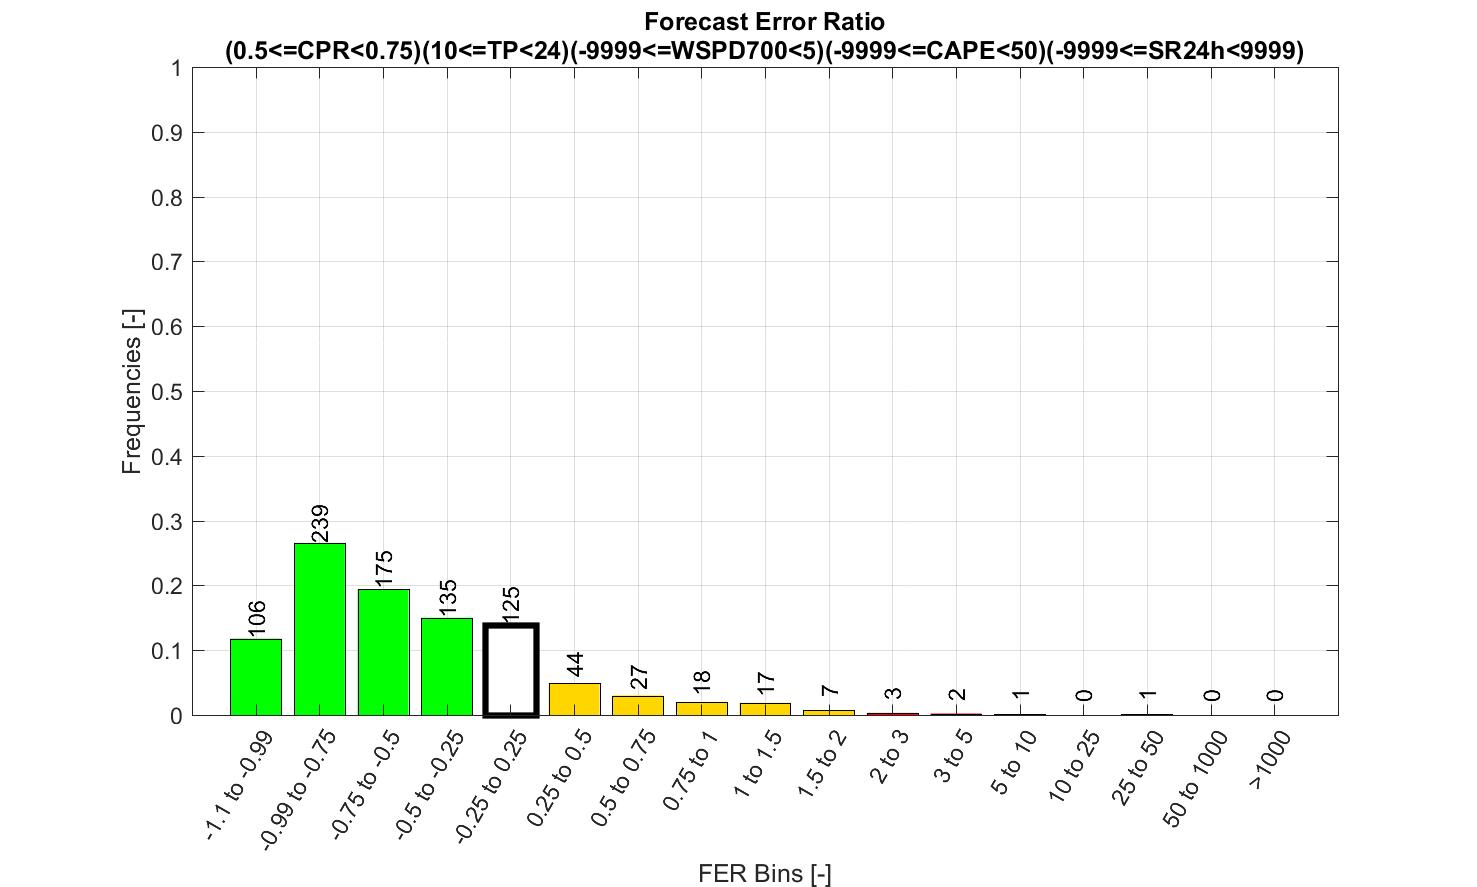 Forecast Error Ratio
(0.5<=CPR<0.75)(10<=TP<24)(-9999<=WSPD700<5)(-9999<=CAPE<50)(-9999<=SR24h<9999)
1
0.9
0.8
0.7
0.6
0.5
0.4
0.3
0.2
0.1
0
Frequencies [-]
106
239
175
135
125
44
27
18
17
7
3
2
1
0
1
0
0
-1.1 to -0.99
-0.99 to -0.75
-0.75 to -0.5
-0.5 to -0.25
-0.25 to 0.25
0.25 to 0.5
0.5 to 0.75
0.75 to 1
1 to 1.5
1.5 to 2
2 to 3
3 to 5
5 to 10
10 to 25
25 to 50
50 to 1000
>1000
FER Bins [-]